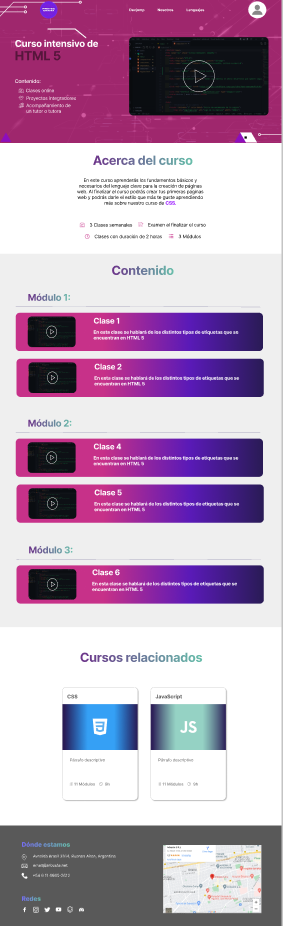 Nosotros
Lenguajes
Curso intensivo de
HTML 5
Contenido:
Clases online
Proyectos integradores
Acompañamiento de
un tutor o tutora
Acerca del curso
En este curso aprenderás los fundamentos básicos y
necesarios del lenguaje clave para la creación de páginas
web. Al finalizar el curso podrás crear tus primeras páginas
web y podrás darle el estilo que más te guste aprendiendo
más sobre nuestro curso de CSS.
3 Clases semanales
Examen al finalizar el curso
Clases con duración de 2 horas
3 Módulos
Contenido
Módulo 1:
Clase 1
En esta clase se hablará de los distintos tipos de etiquetas que se
encuentran en HTML 5
Clase 2
En esta clase se hablará de los distintos tipos de etiquetas que se
encuentran en HTML 5
Módulo 2:
Clase 4
En esta clase se hablará de los distintos tipos de etiquetas que se
encuentran en HTML 5
Clase 5
En esta clase se hablará de los distintos tipos de etiquetas que se
encuentran en HTML 5
Módulo 3:
Clase 6
En esta clase se hablará de los distintos tipos de etiquetas que se
encuentran en HTML 5
Cursos relacionados
CSS
Párrafo descriptivo
11 Módulos
9h
JavaScript
JS
Párrafo descriptivo
11 Módulos
9h
Dónde estamos
Buenos Aires, Argentina
Redes